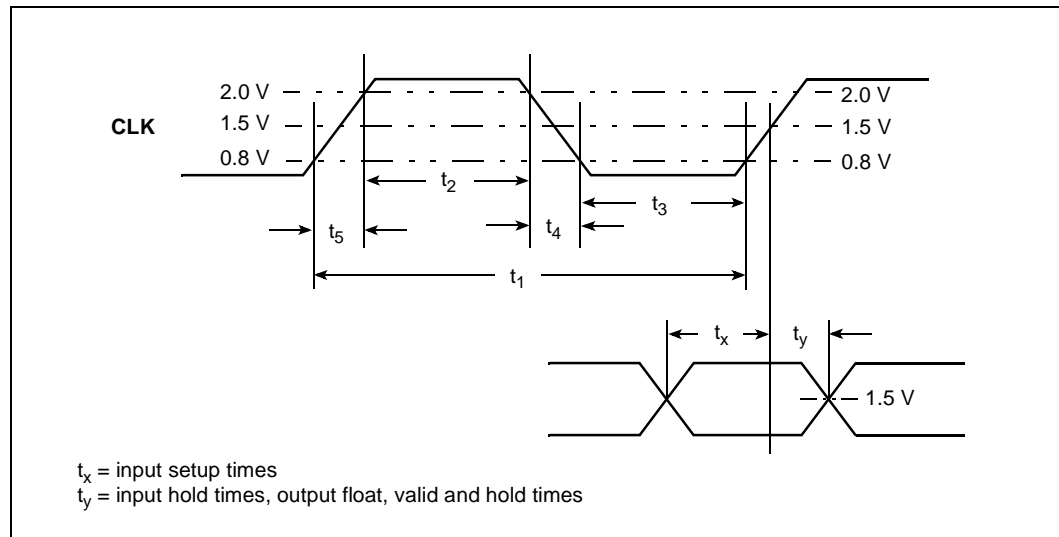 2.0 V 2.0 V
CLK 1.5 V 1.5 V
0.8 V 0.8 V
t2
t3
t5 t4
t1
tx ty
1.5 V
tx = input setup times
ty = input hold times, output float, valid and hold times